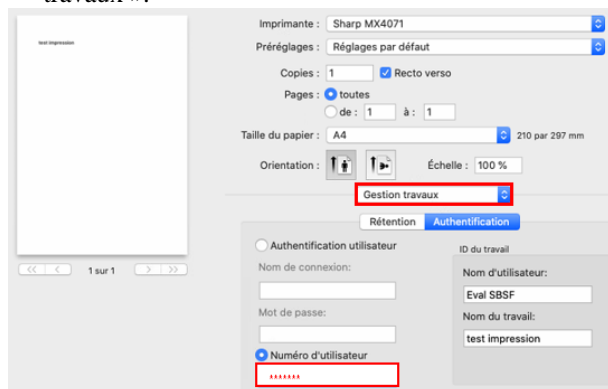 travaux ».
test impression
Imprimante : Sharp MX4071
Préréglages : Réglages par défaut
Copies : 1 Recto verso
Pages : toutes
de : 1 à : 1
Taille du papier : A4 210 par 297 mm
Orientation : Échelle : 100 %
Gestion travaux
Rétention Authentification
Authentification utilisateur
Nom de connexion:
Mot de passe:
Numéro d'utilisateur
ID du travail
Nom d'utilisateur:
Eval SBSF
Nom du travail:
test impression
<< < 1 sur 1 > >>